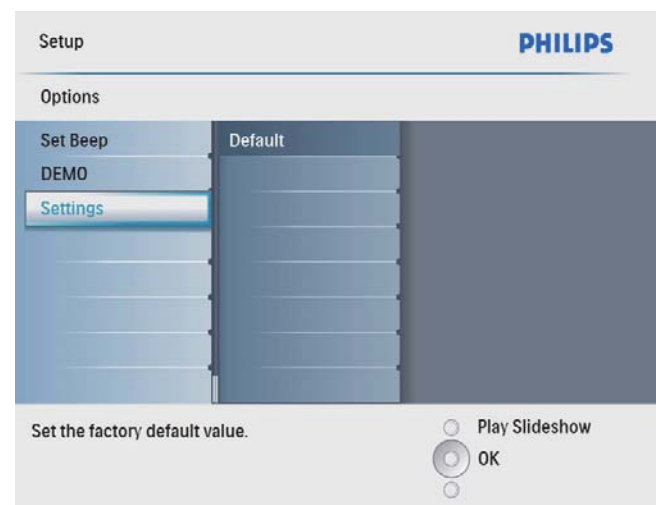 Setup
PHILIPS
Options
Set Beep
Default
DEMO
Settings
Set the factory default value.
Play Slideshow
OK